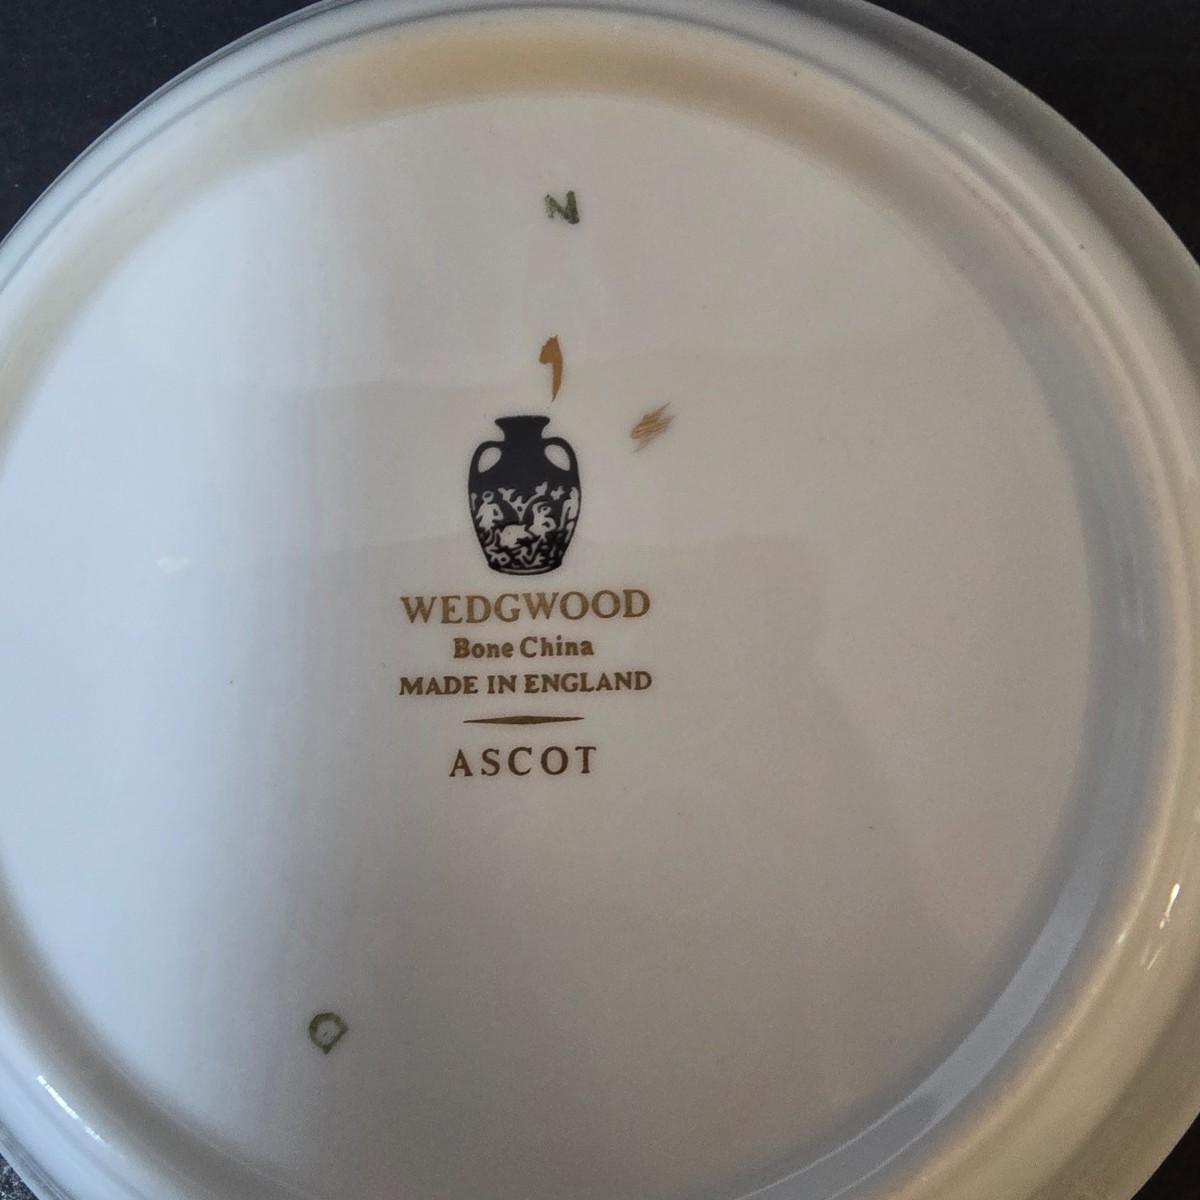 N
WEDGWOOD
Bone China
MADE IN ENGLAND
ASCOT
D